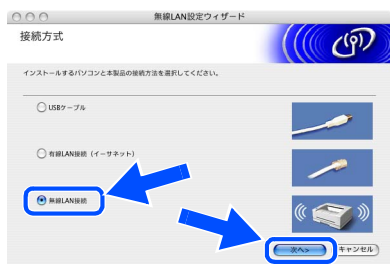 無線LAN設定ウィザード
接続方式
インストールするパソコンと本製品の接続方法を選択してください。
USBケーブル
有線LAN接続（イーサネット）
無線LAN接続
次へ>
キャンセル